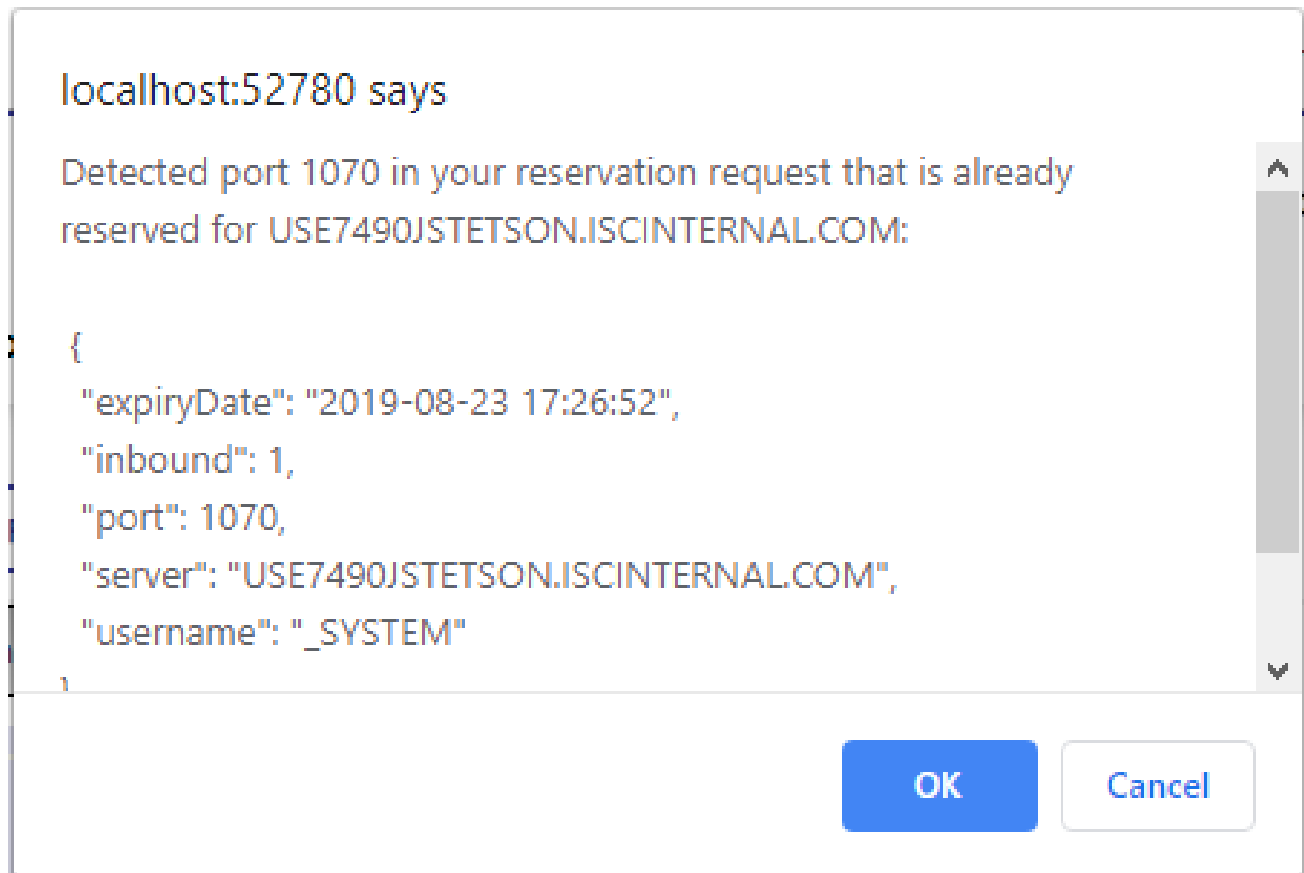 localhost:52780 says
Detected port 1070 in your reservation request that is already
reserved for USE7490JSTETSON.ISCINTERNAL.COM:
{
"expiryDate": "2019-08-23 17:26:52",
"inbound": 1,
"port": 1070,
"server": "USE7490JSTETSON.ISCINTERNAL.COM",
"username": "_SYSTEM"
}
OK
Cancel